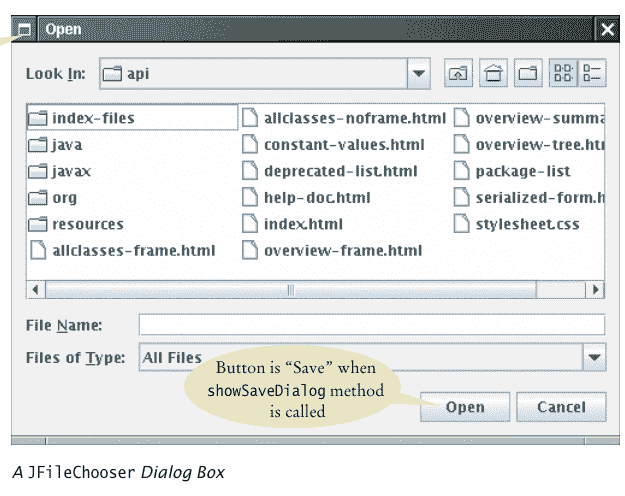 Open
Look In: api
index-files
java
javax
org
resources
allclasses-frame.html
allclasses-noframe.html
constant-values.html
deprecated-list.html
help-doc.html
index.html
overview-frame.html
overview-summa
overview-tree.htm
package-list
serialized-form.h
stylesheet.css
File Name:
Files of Type: All Files
Button is “Save” when
showSaveDialog method
is called
Open Cancel
A JFileChooser Dialog Box